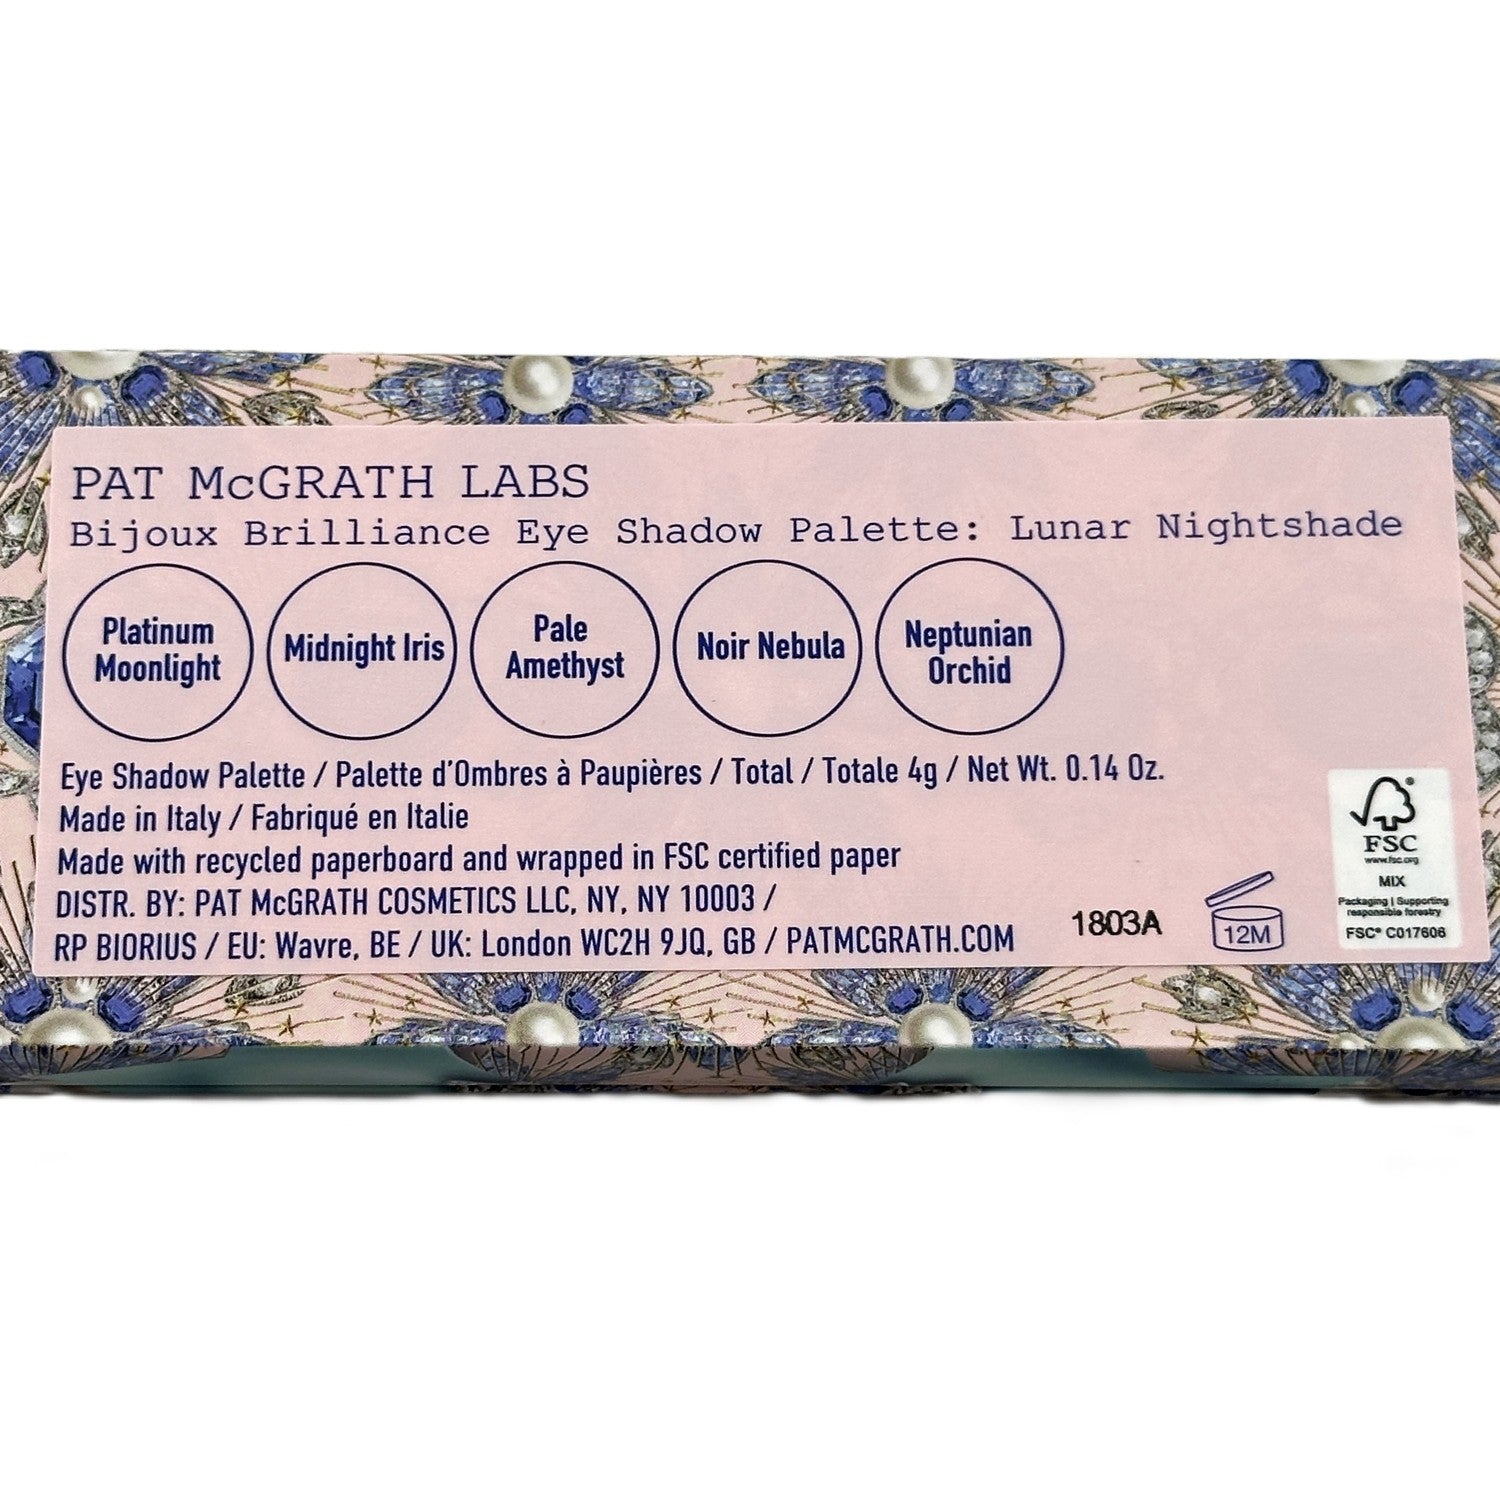 PAT McGRATH LABS
Bijoux Brilliance Eye Shadow Palette: Lunar Nightshade
Platinum
Moonlight
Midnight Iris
Pale
Amethyst
Noir Nebula
Neptunian
Orchid
Eye Shadow Palette / Palette d'Ombres à Paupières / Total / Totale 4g / Net Wt. 0.14 Oz.
Made in Italy / Fabriqué en Italie
Made with recycled paperboard and wrapped in FSC certified paper
DISTR. BY: PAT McGRATH COSMETICS LLC, NY, NY 10003 /
RP BIORIUS / EU: Wavre, BE / UK: London WC2H 9JQ, GB / PATMCGRATH.COM
1803A
12M
®
FSC
www.fsc.org
MIX
Packaging | Supporting
responsible forestry
FSC® C017606